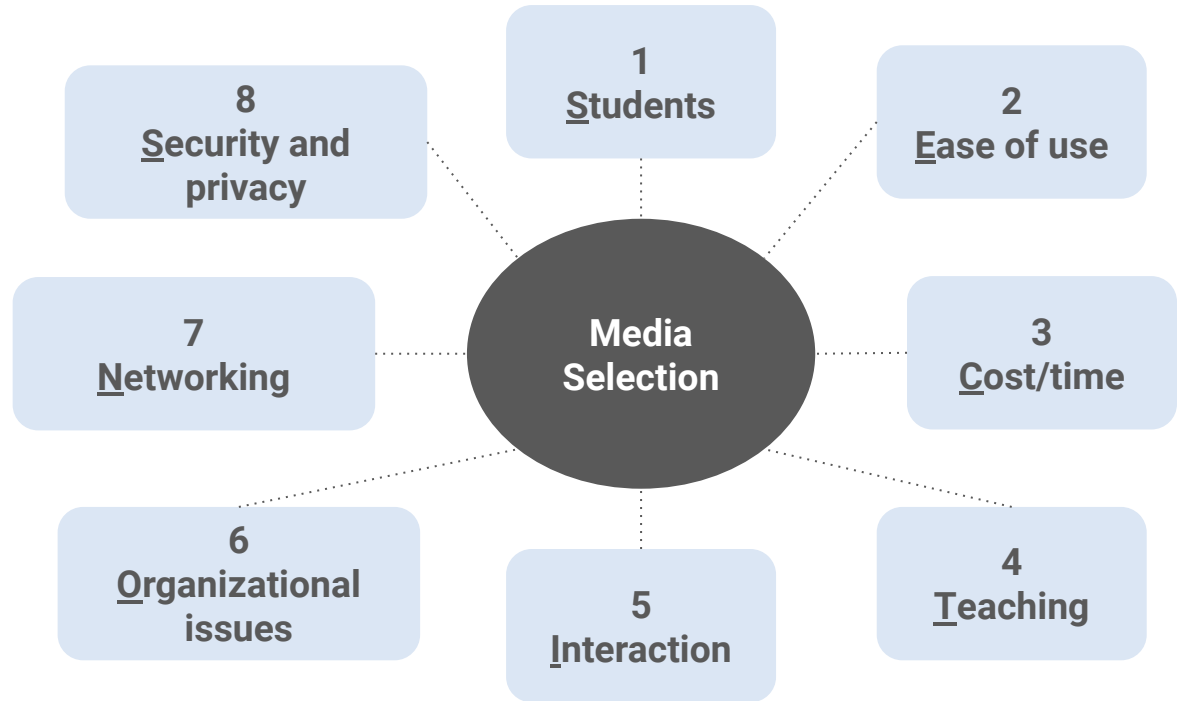 1
Students
2
Ease of use
3
Cost/time
4
Teaching
5
Interaction
6
Organizational
issues
7
Networking
8
Security and
privacy
Media
Selection